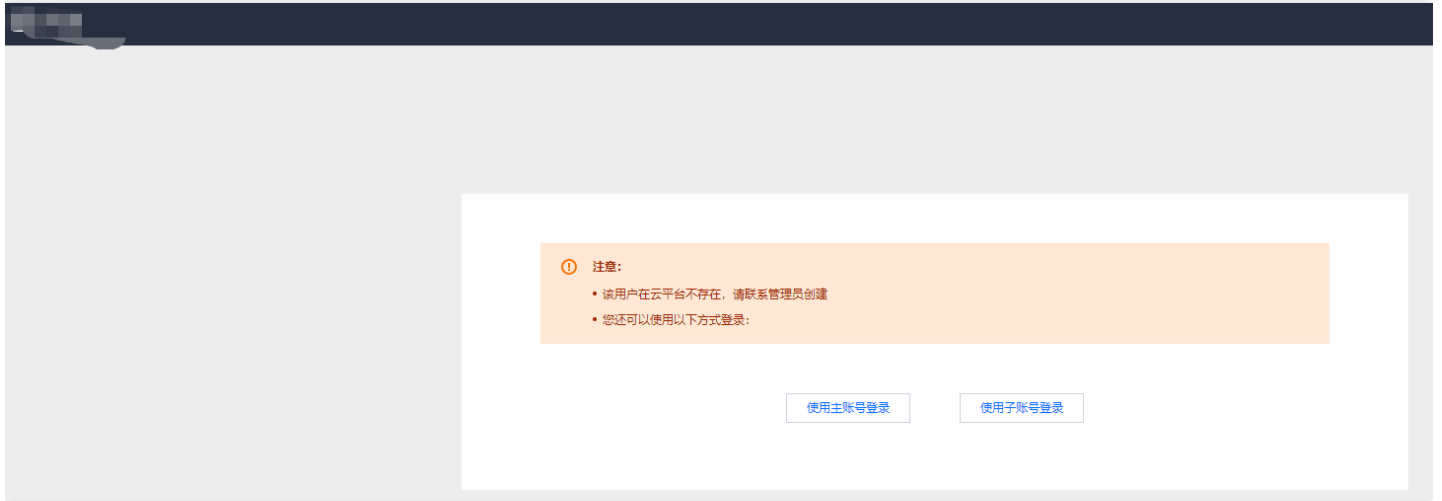 注意：
• 该用户在云平台不存在，请联系管理员创建
• 您还可以使用以下方式登录：
使用主账号登录
使用子账号登录